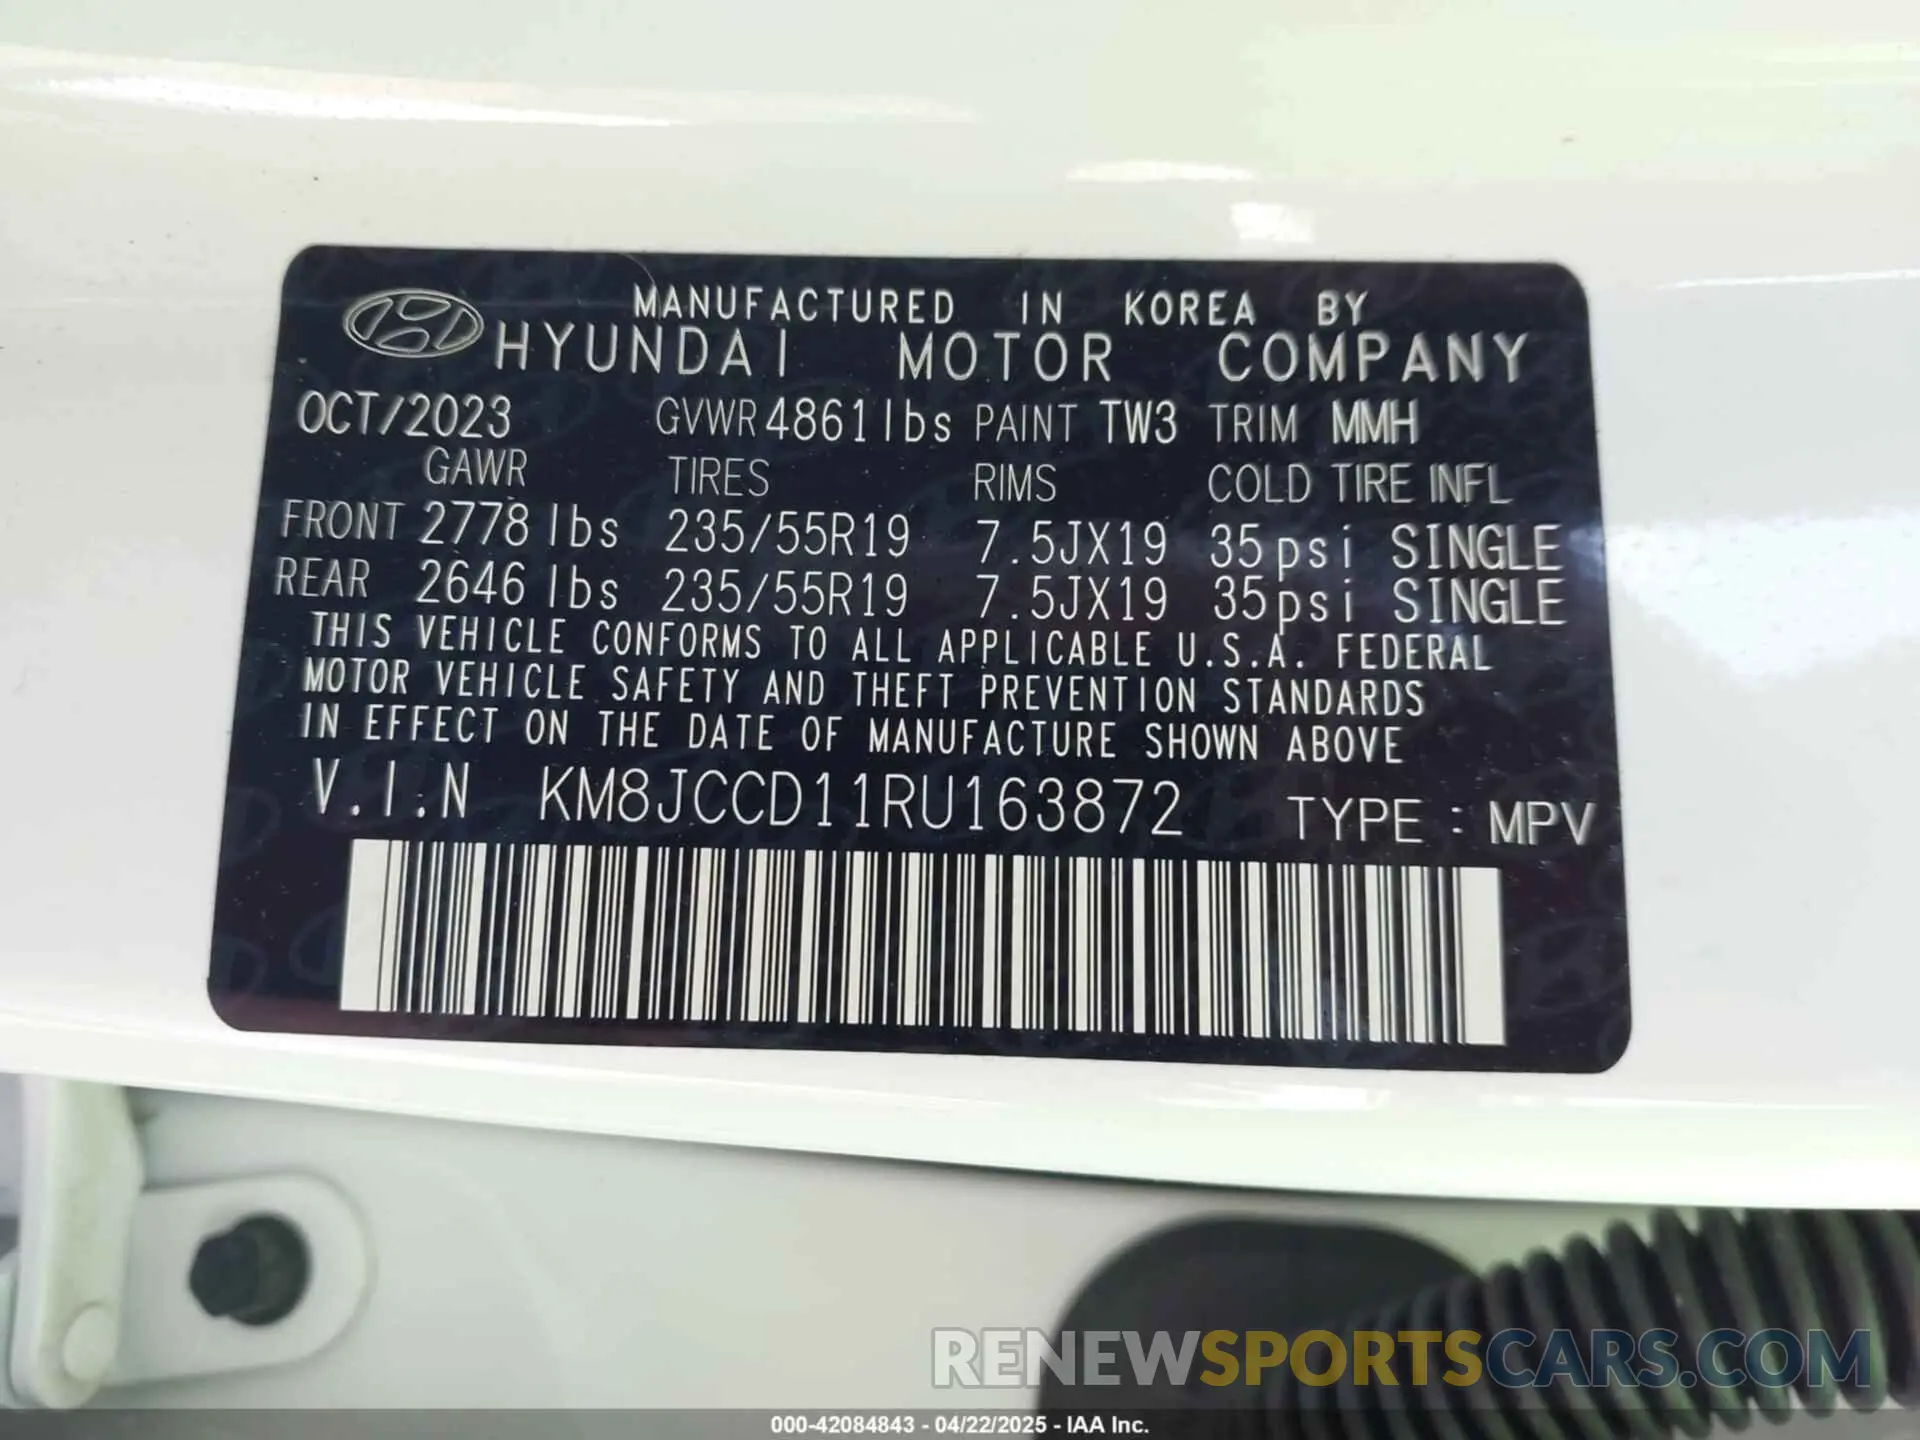 MANUFACTURED IN KOREA BY
HYUNDAI MOTOR COMPANY
OCT/2023 GVWR 4861lbs PAINT TW3 TRIM MMH
GAWR TIRES RIMS COLD TIRE INFL
FRONT 2778 lbs 235/55R19 7.5JX19 35psi SINGLE
REAR 2646 lbs 235/55R19 7.5JX19 35psi SINGLE
THIS VEHICLE CONFORMS TO ALL APPLICABLE U.S.A. FEDERAL
MOTOR VEHICLE SAFETY AND THEFT PREVENTION STANDARDS
IN EFFECT ON THE DATE OF MANUFACTURE SHOWN ABOVE
V.I.N KM8JCCD11RU163872 TYPE : MPV
RENEWSPORTSCARS.COM
000-42084843 - 04/22/2025 - IAA Inc.